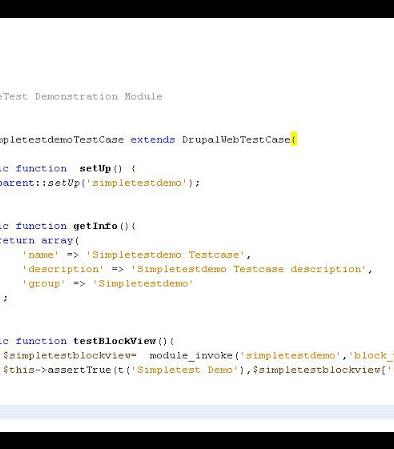 eTest Demonstration Module
mpletestdemoTestCase extends DrupalWebTestCase{
ic function setUp() {
parent::setUp('simpletestdemo');
ic function getInfo(){
return array(
'name' => 'Simpletestdemo Testcase',
'description' => 'Simpletestdemo Testcase description',
'group' => 'Simpletestdemo'
;
ic function testBlockView(){
$simpletestblockview= module_invoke('simpletestdemo','block_
$this->assertTrue(t('Simpletest Demo'),$simpletestblockview['